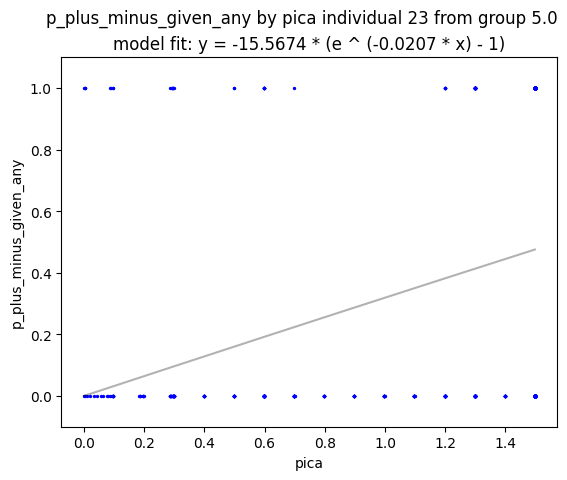 p_plus_minus_given_any by pica individual 23 from group 5.0
model fit: y = -15.5674 * (e ^ (-0.0207 * x) - 1)
p_plus_minus_given_any
1.0
0.8
0.6
0.4
0.2
0.0
0.0 0.2 0.4 0.6 0.8 1.0 1.2 1.4
pica